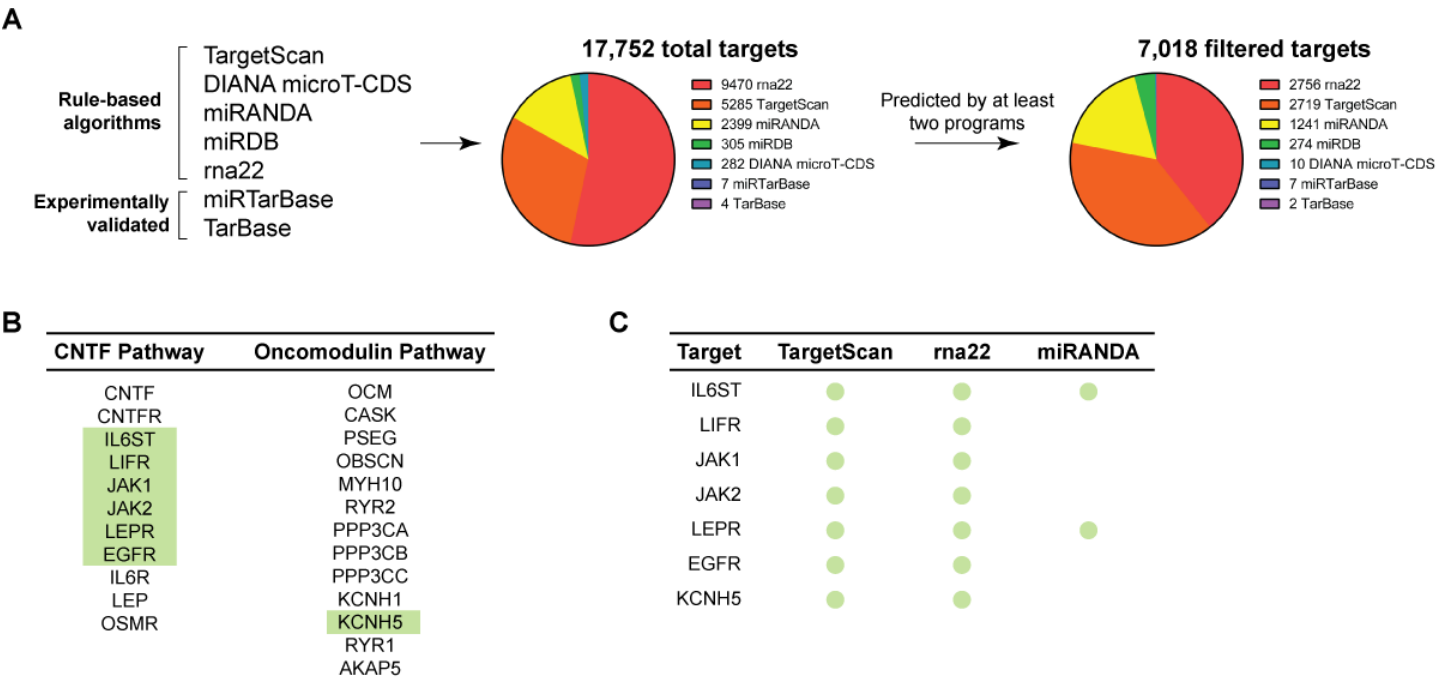 A
Rule-based
algorithms
TargetScan
DIANA microT-CDS
miRANDA
miRDB
rna22
Experimentally
validated
miRTarBase
TarBase
17,752 total targets
9470 rna22
5285 TargetScan
2399 miRANDA
305 miRDB
282 DIANA microT-CDS
7 miRTarBase
4 TarBase
Predicted by at least
two programs
7,018 filtered targets
2756 rna22
2719 TargetScan
1241 miRANDA
274 miRDB
10 DIANA microT-CDS
7 miRTarBase
2 TarBase
B
CNTF Pathway Oncomodulin Pathway
CNTF OCM
CNTFR CASK
IL6ST PSEG
LIFR OBSCN
JAK1 MYH10
JAK2 RYR2
LEPR PPP3CA
EGFR PPP3CB
IL6R PPP3CC
LEP KCNH1
OSMR KCNH5
RYR1
AKAP5
C
Target TargetScan rna22 miRANDA
IL6ST
LIFR
JAK1
JAK2
LEPR
EGFR
KCNH5